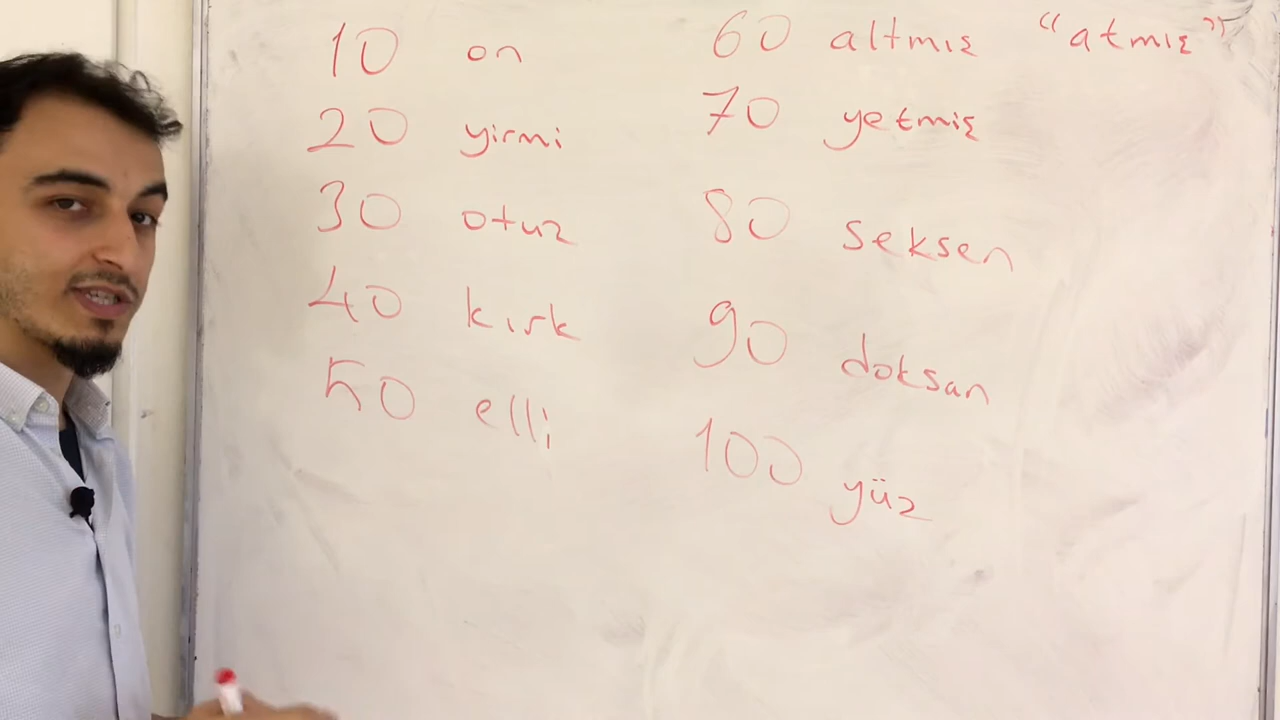 10 on
20 yirmi
30 otuz
40 kırk
50 elli
60 altmış "atmış"
70 yetmiş
80 seksen
90 doksan
100 yüz